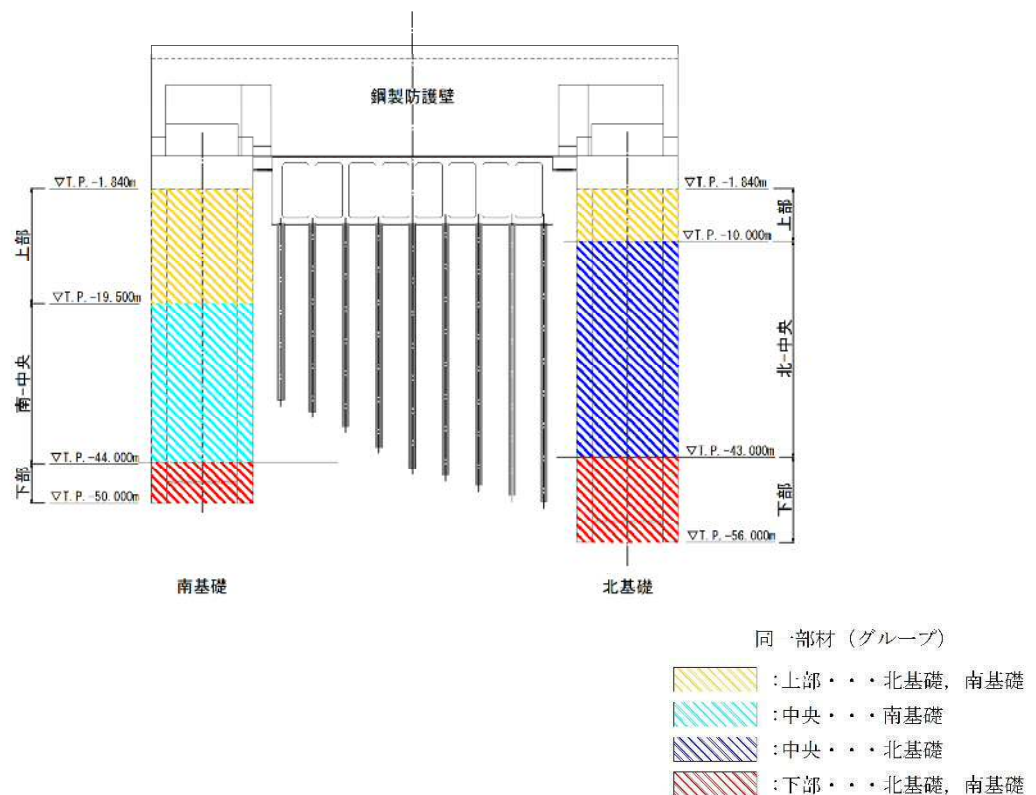 鋼製防護壁
▽T.P.-1.840m
上部
▽T.P.-19.500m
南-中央
▽T.P.-44.000m
下部
▽T.P.-50.000m
▽T.P.-1.840m
上部
▽T.P.-10.000m
北-中央
▽T.P.-43.000m
下部
▽T.P.-56.000m
南基礎
北基礎
同一部材（グループ）
：上部・・・北基礎，南基礎
：中央・・・南基礎
：中央・・・北基礎
：下部・・・北基礎，南基礎